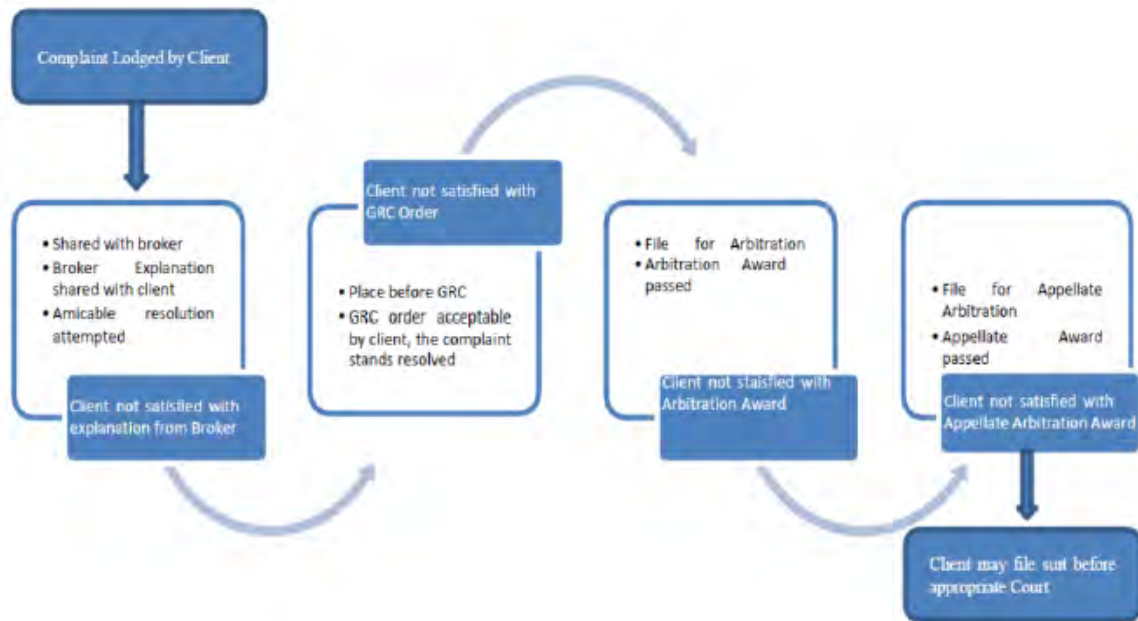 Complaint Lodged by Client
• Shared with broker
• Broker Explanation
shared with client
• Amicable resolution
attempted
Client not satisfied with
explanation from Broker
Client not satisfied with
GRC Order
• Place before GRC
• GRC order acceptable
by client, the complaint
stands resolved
• File for Arbitration
• Arbitration Award
passed
Client not staisfied with
Arbitration Award
• File for Appellate
Arbitration
• Appellate Award
passed
Client not satisfied with
Appellate Arbitration Award
Client may file suit before
appropriate Court